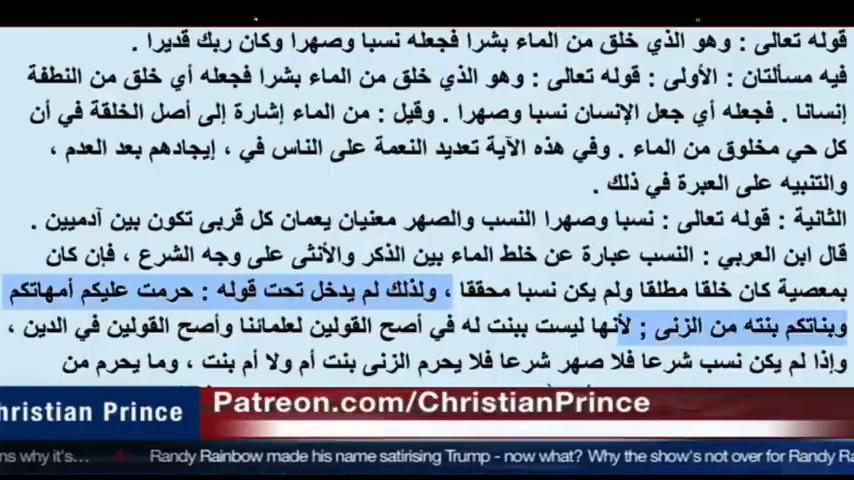 قوله تعالى : وهو الذي خلق من الماء بشرا فجعله نسبا وصهرا وكان ربك قديرا .
فيه مسألتان : الأولى : قوله تعالى : وهو الذي خلق من الماء بشرا فجعله أي خلق من النطفة
إنسانا . فجعله أي جعل الإنسان نسبا وصهرا . وقيل : من الماء إشارة إلى أصل الخلقة في أن
كل حي مخلوق من الماء . وفي هذه الآية تعديد النعمة على الناس في ، إيجادهم بعد العدم ،
والتنبيه على العبرة في ذلك .
الثانية : قوله تعالى : نسبا وصهرا النسب والصهر معنيان يعمان كل قربى تكون بين آدميين .
قال ابن العربي : النسب عبارة عن خلط الماء بين الذكر والأنثى على وجه الشرع ، فإن كان
بمعصية كان خلقا مطلقا ولم يكن نسبا محققا ، ولذلك لم يدخل تحت قوله : حرمت عليكم أمهاتكم
وبناتكم بنته من الزنى ; لأنها ليست ببنت له في أصح القولين لعلمائنا وأصح القولين في الدين ،
وإذا لم يكن نسب شرعا فلا صهر شرعا فلا يحرم الزنى بنت أم ولا أم بنت ، وما يحرم من
Christian Prince
Patreon.com/ChristianPrince
ns why it's... Randy Rainbow made his name satirising Trump - now what? Why the show's not over for Randy Ra